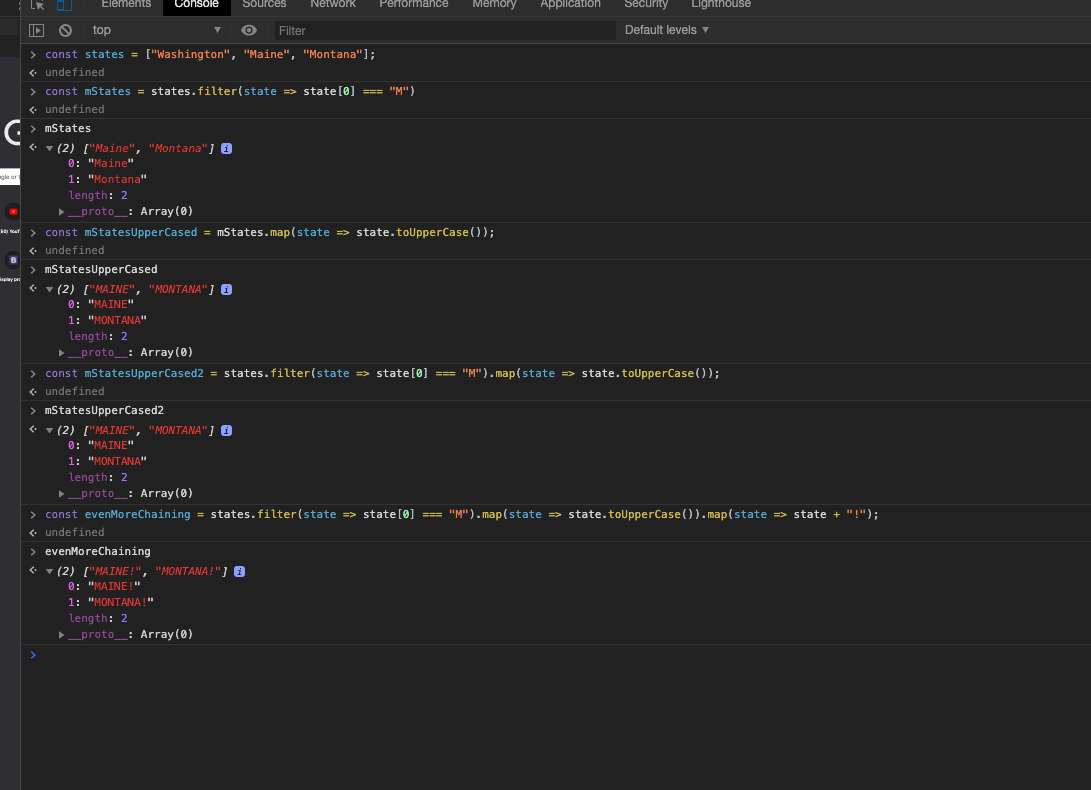 Elements Console Sources Network Performance Memory Application Security Lighthouse
top ▼ Filter Default levels ▼
> const states = ["Washington", "Maine", "Montana"];
undefined
> const mStates = states.filter(state => state[0] === "M")
undefined
> mStates
(2) ["Maine", "Montana"] i
0: "Maine"
1: "Montana"
length: 2
__proto__: Array(0)
> const mStatesUpperCased = mStates.map(state => state.toUpperCase());
undefined
> mStatesUpperCased
(2) ["MAINE", "MONTANA"] i
0: "MAINE"
1: "MONTANA"
length: 2
__proto__: Array(0)
> const mStatesUpperCased2 = states.filter(state => state[0] === "M").map(state => state.toUpperCase());
undefined
> mStatesUpperCased2
(2) ["MAINE", "MONTANA"] i
0: "MAINE"
1: "MONTANA"
length: 2
__proto__: Array(0)
> const evenMoreChaining = states.filter(state => state[0] === "M").map(state => state.toUpperCase()).map(state => state + "!");
undefined
> evenMoreChaining
(2) ["MAINE!", "MONTANA!"] i
0: "MAINE!"
1: "MONTANA!"
length: 2
__proto__: Array(0)
>